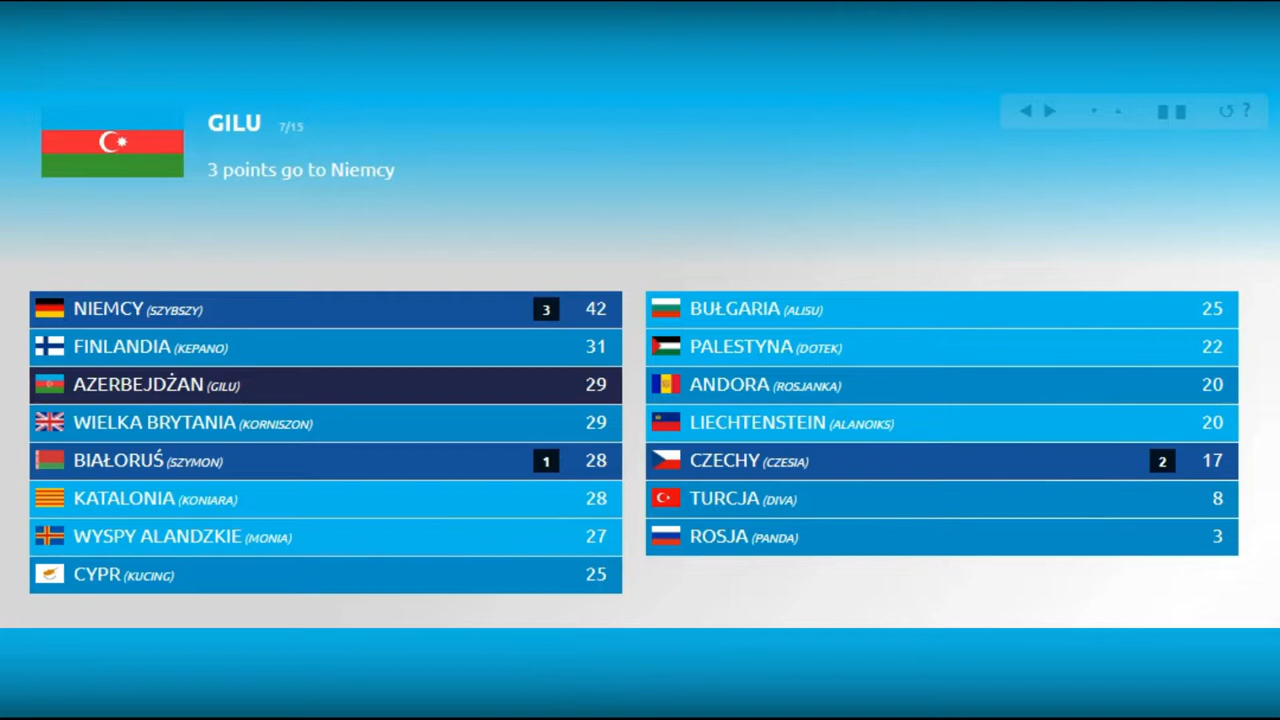 GILU 7/15
3 points go to Niemcy
?
NIEMCY (SZYBSZY) 3 42
FINLANDIA (KEPANO) 31
AZERBEJDŻAN (GILU) 29
WIELKA BRYTANIA (KORNISZON) 29
BIAŁORUŚ (SZYMON) 1 28
KATALONIA (KONIARA) 28
WYSPY ALANDZKIE (MONIA) 27
CYPR (KUCING) 25
BUŁGARIA (ALISU) 25
PALESTYNA (DOTEK) 22
ANDORA (ROSJANKA) 20
LIECHTENSTEIN (ALANOIKS) 20
CZECHY (CZESIA) 2 17
TURCJA (DIVA) 8
ROSJA (PANDA) 3